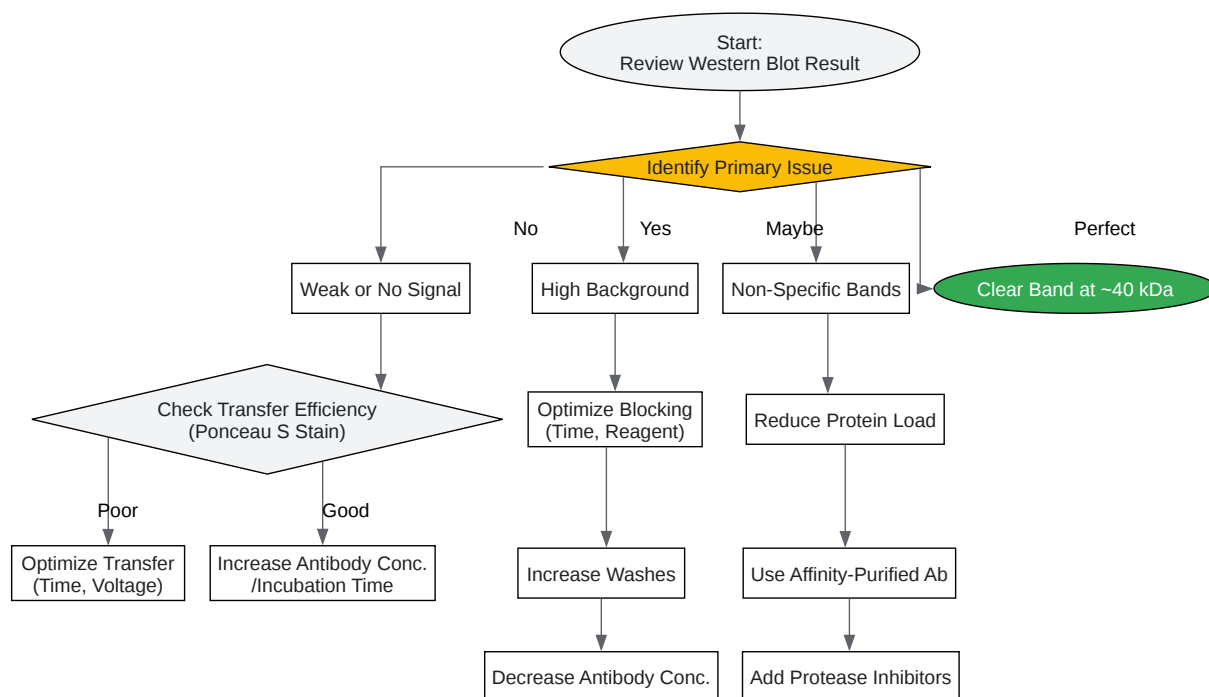 Start:
Review Western Blot Result
Identify Primary Issue
No
Yes
Maybe
Perfect
Weak or No Signal
High Background
Non-Specific Bands
Clear Band at ~40 kDa
Check Transfer Efficiency
(Ponceau S Stain)
Optimize Blocking
(Time, Reagent)
Reduce Protein Load
Poor
Good
Optimize Transfer
(Time, Voltage)
Increase Antibody Conc.
/Incubation Time
Increase Washes
Use Affinity-Purified Ab
Decrease Antibody Conc.
Add Protease Inhibitors